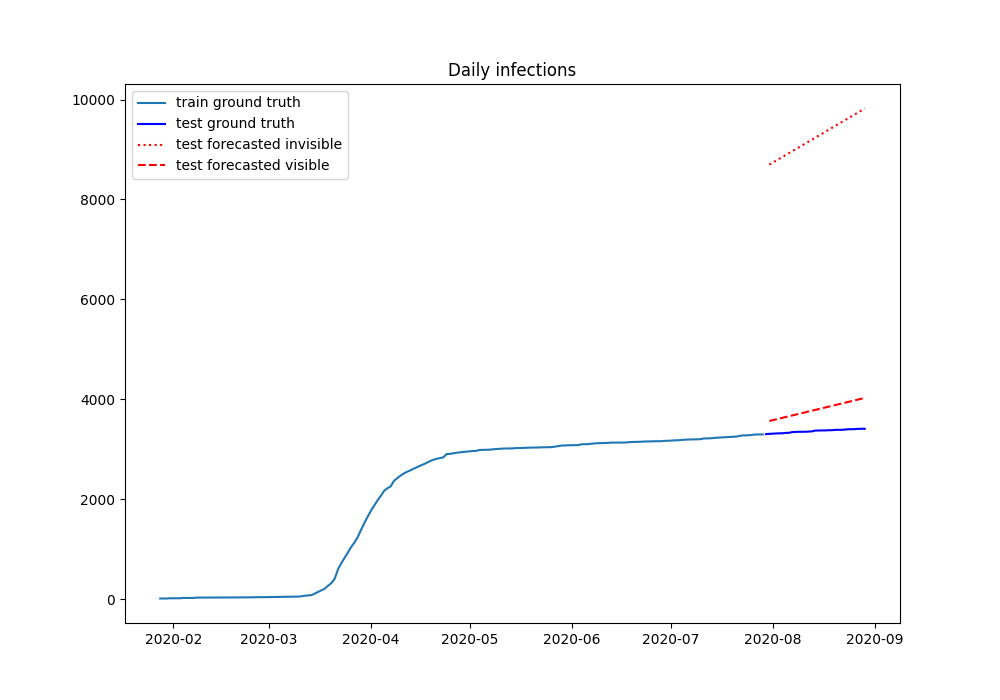 Daily infections
train ground truth
test ground truth
test forecasted invisible
test forecasted visible
10000
8000
6000
4000
2000
0
2020-02 2020-03 2020-04 2020-05 2020-06 2020-07 2020-08 2020-09